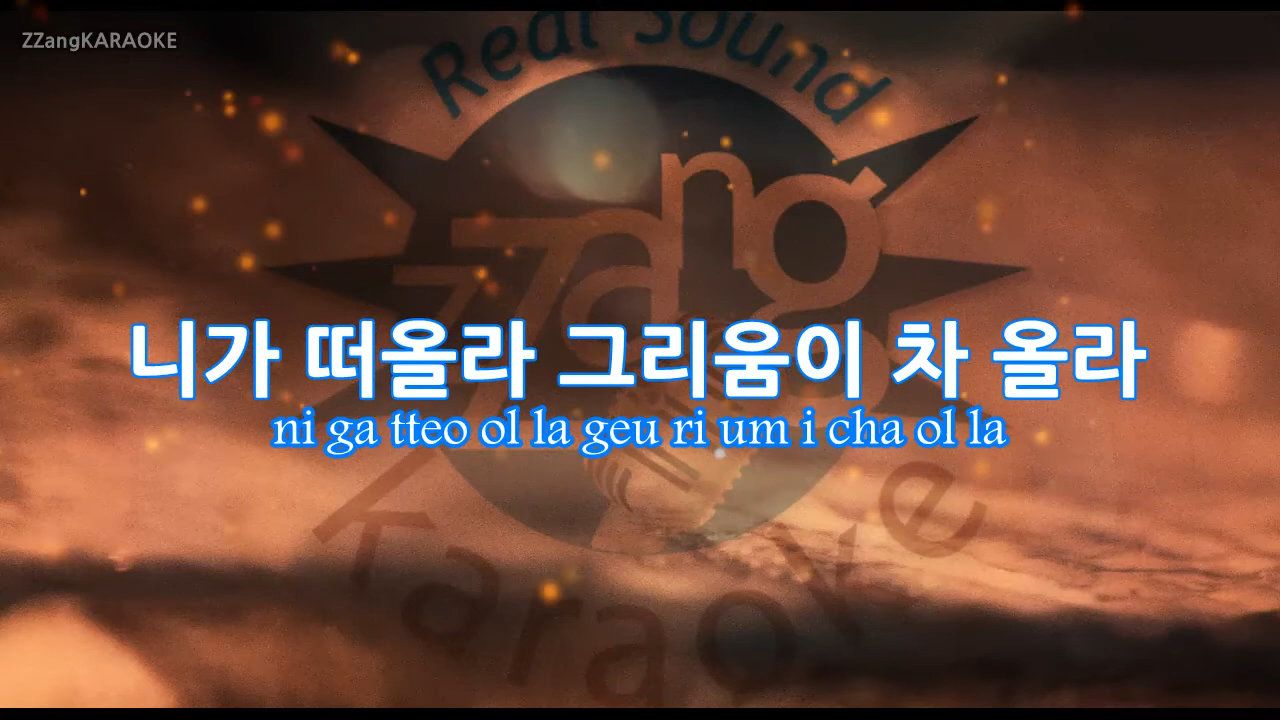 ZZangKARAOKE
Real Sound
ZZang
니가 떠올라 그리움이 차 올라
ni ga tteo ol la geu ri um i cha ol la
Karaoke